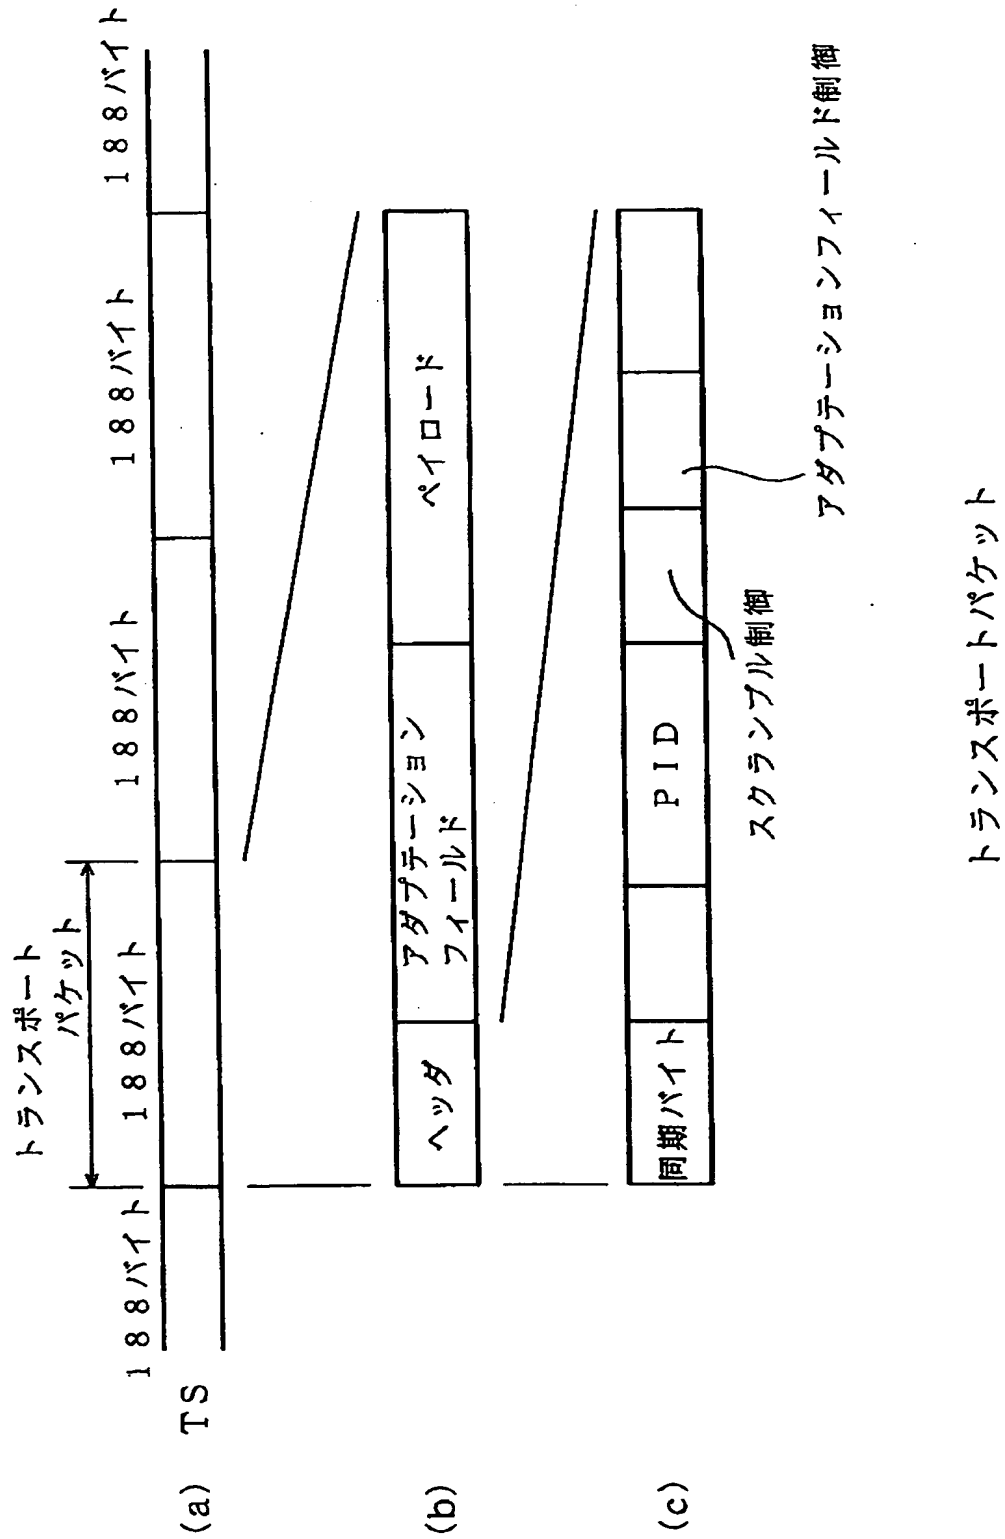 トランスポート
パケット
188バイト
188バイト
188バイト
188バイト
188バイト
(a) TS
(b)
ヘッダ
アダプテーション
フィールド
ペイロード
(c)
同期バイト
PID
スクランブル制御
アダプテーションフィールド制御
トランスポートパケット